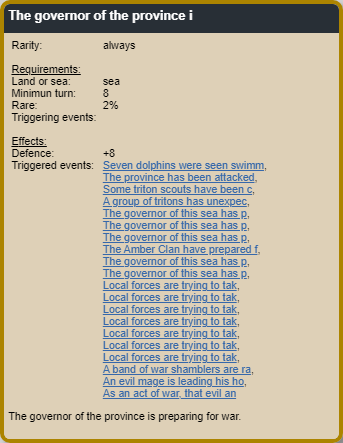 The governor of the province i
Rarity: always
Requirements:
Land or sea: sea
Minimun turn: 8
Rare: 2%
Triggering events:
Effects:
Defence: +8
Triggered events: Seven dolphins were seen swimm,
The province has been attacked,
Some triton scouts have been c,
A group of tritons has unexpec,
The governor of this sea has p,
The governor of this sea has p,
The governor of this sea has p,
The Amber Clan have prepared f,
The governor of this sea has p,
The governor of this sea has p,
Local forces are trying to tak,
Local forces are trying to tak,
Local forces are trying to tak,
Local forces are trying to tak,
Local forces are trying to tak,
Local forces are trying to tak,
Local forces are trying to tak,
A band of war shamblers are ra,
An evil mage is leading his ho,
As an act of war, that evil an
The governor of the province is preparing for war.